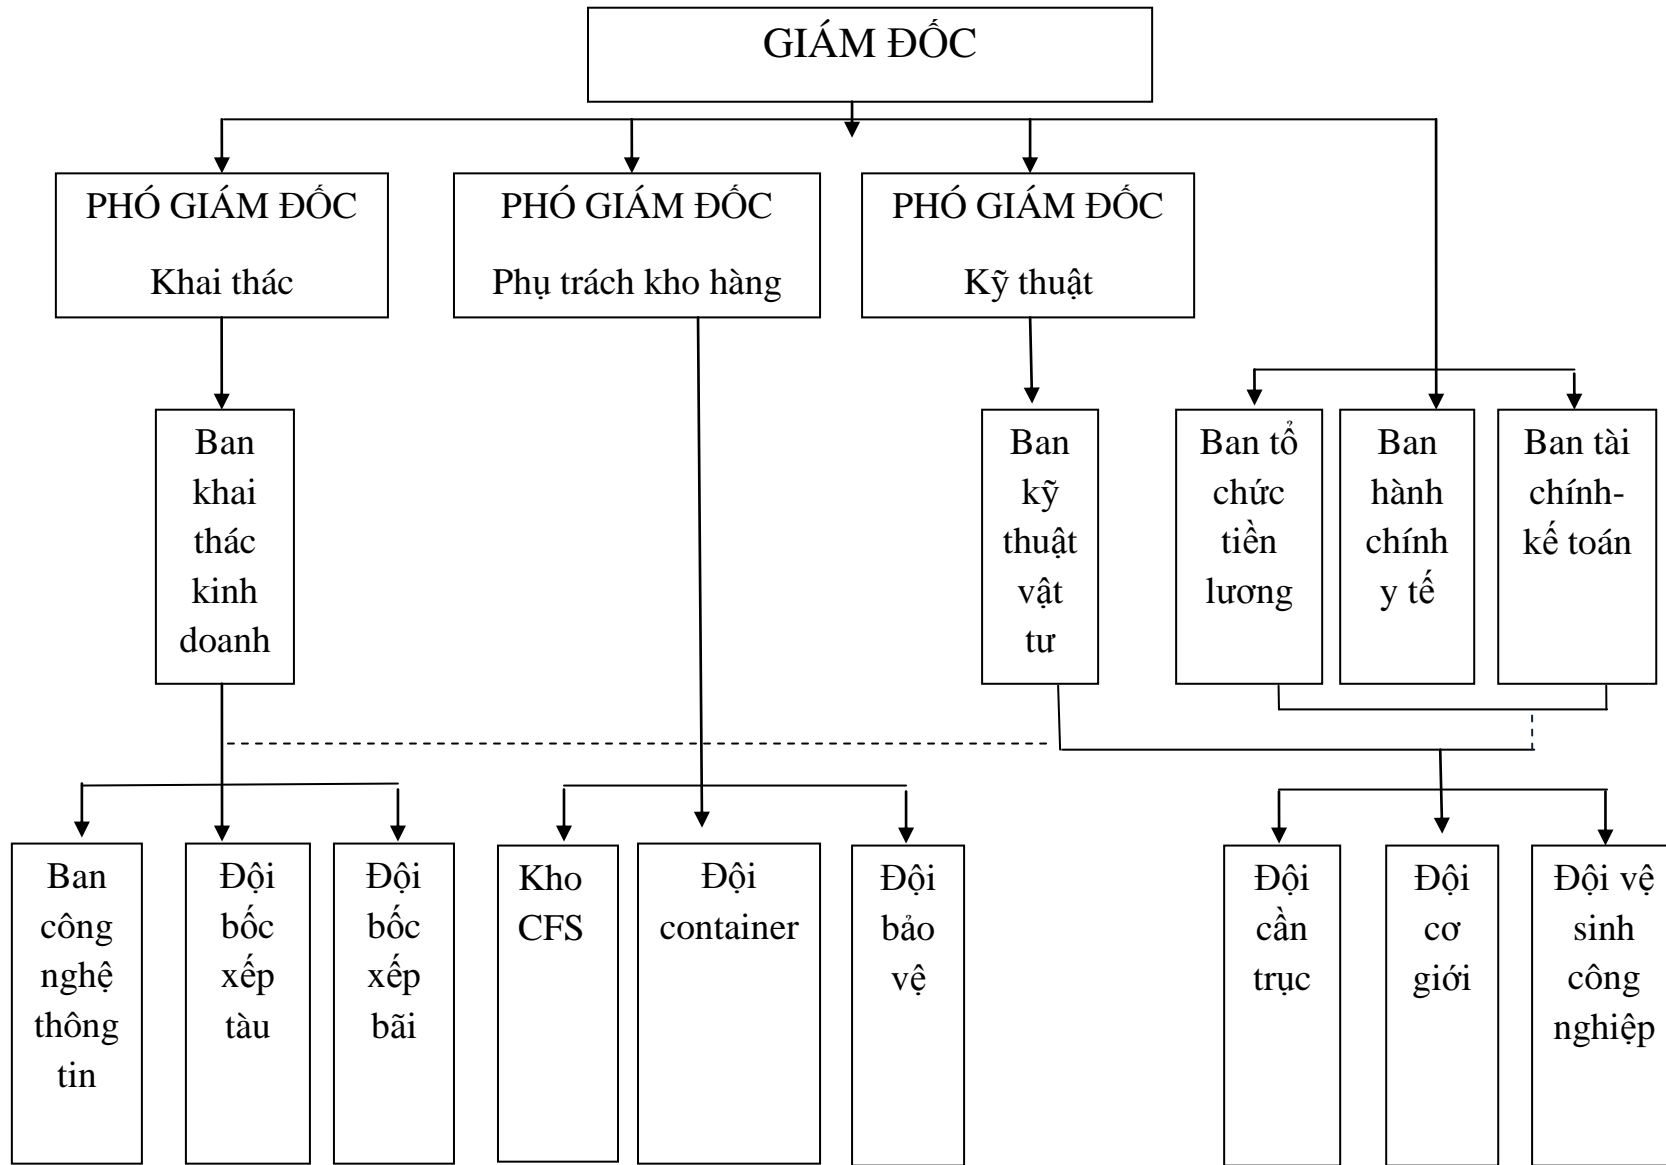 GIÁM ĐỐC
PHÓ GIÁM ĐỐC
Khai thác
PHÓ GIÁM ĐỐC
Phụ trách kho hàng
PHÓ GIÁM ĐỐC
Kỹ thuật
Ban
khai
thác
kinh
doanh
Ban
kỹ
thuật
vật
tư
Ban tổ
chức
tiền
lương
Ban
hành
chính
y tế
Ban tài
chính-
kế toán
Ban
công
nghệ
thông
tin
Đội
bốc
xếp
tàu
Đội
bốc
xếp
bãi
Kho
CFS
Đội
container
Đội
bảo
vệ
Đội
cần
trục
Đội
cơ
giới
Đội vệ
sinh
công
nghiệp